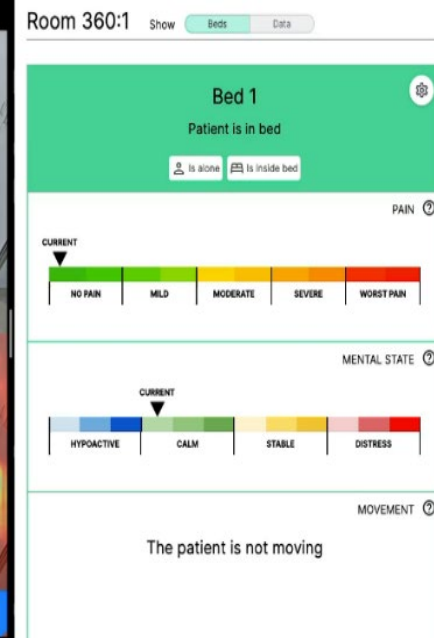 Room 360:1 Show Beds Data
Bed 1
Patient is in bed
Is alone Is inside bed
PAIN ?
CURRENT
NO PAIN MILD MODERATE SEVERE WORST PAIN
MENTAL STATE ?
CURRENT
HYPOACTIVE CALM STABLE DISTRESS
MOVEMENT ?
The patient is not moving